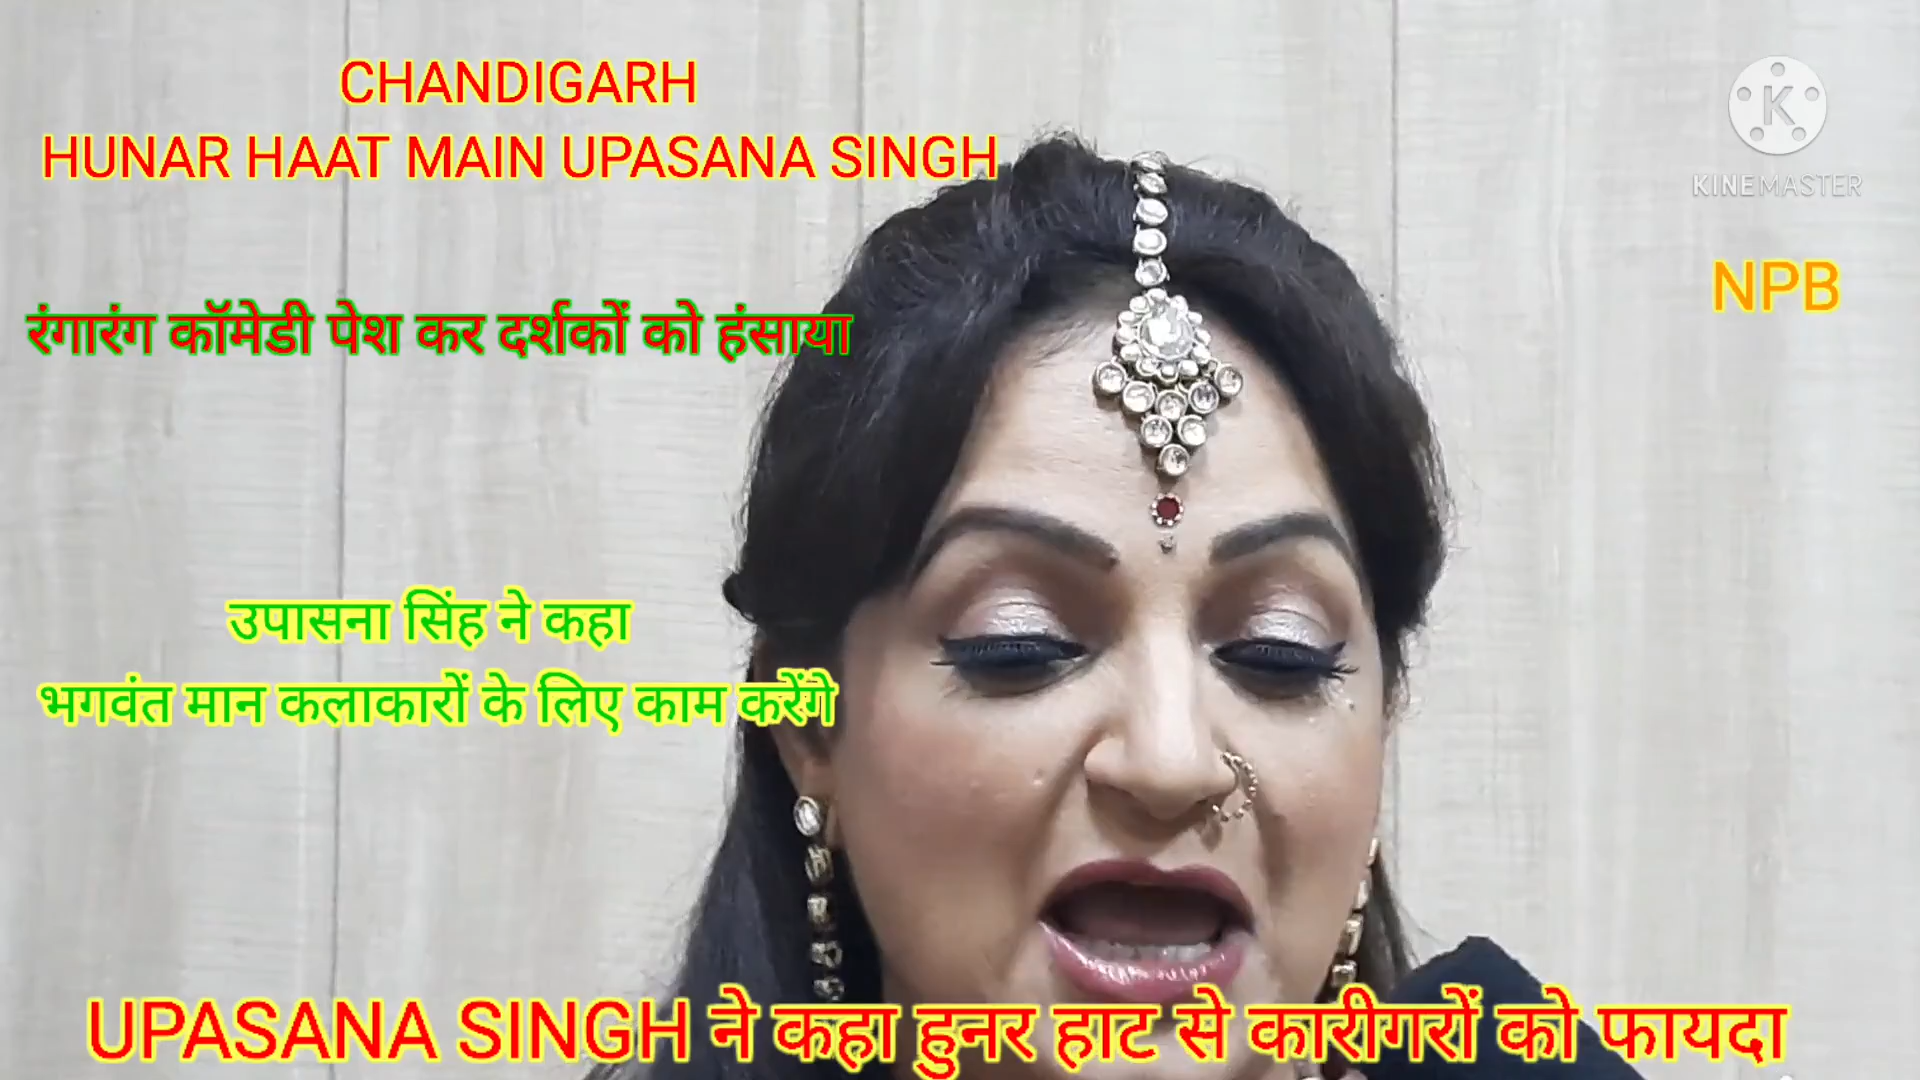 CHANDIGARH
HUNAR HAAT MAIN UPASANA SINGH
KINEMASTER
NPB
रंगारंग कॉमेडी पेश कर दर्शकों को हंसाया
उपासना सिंह ने कहा
भगवंत मान कलाकारों के लिए काम करेंगे
UPASANA SINGH ने कहा हुनर हाट से कारीगरों को फायदा